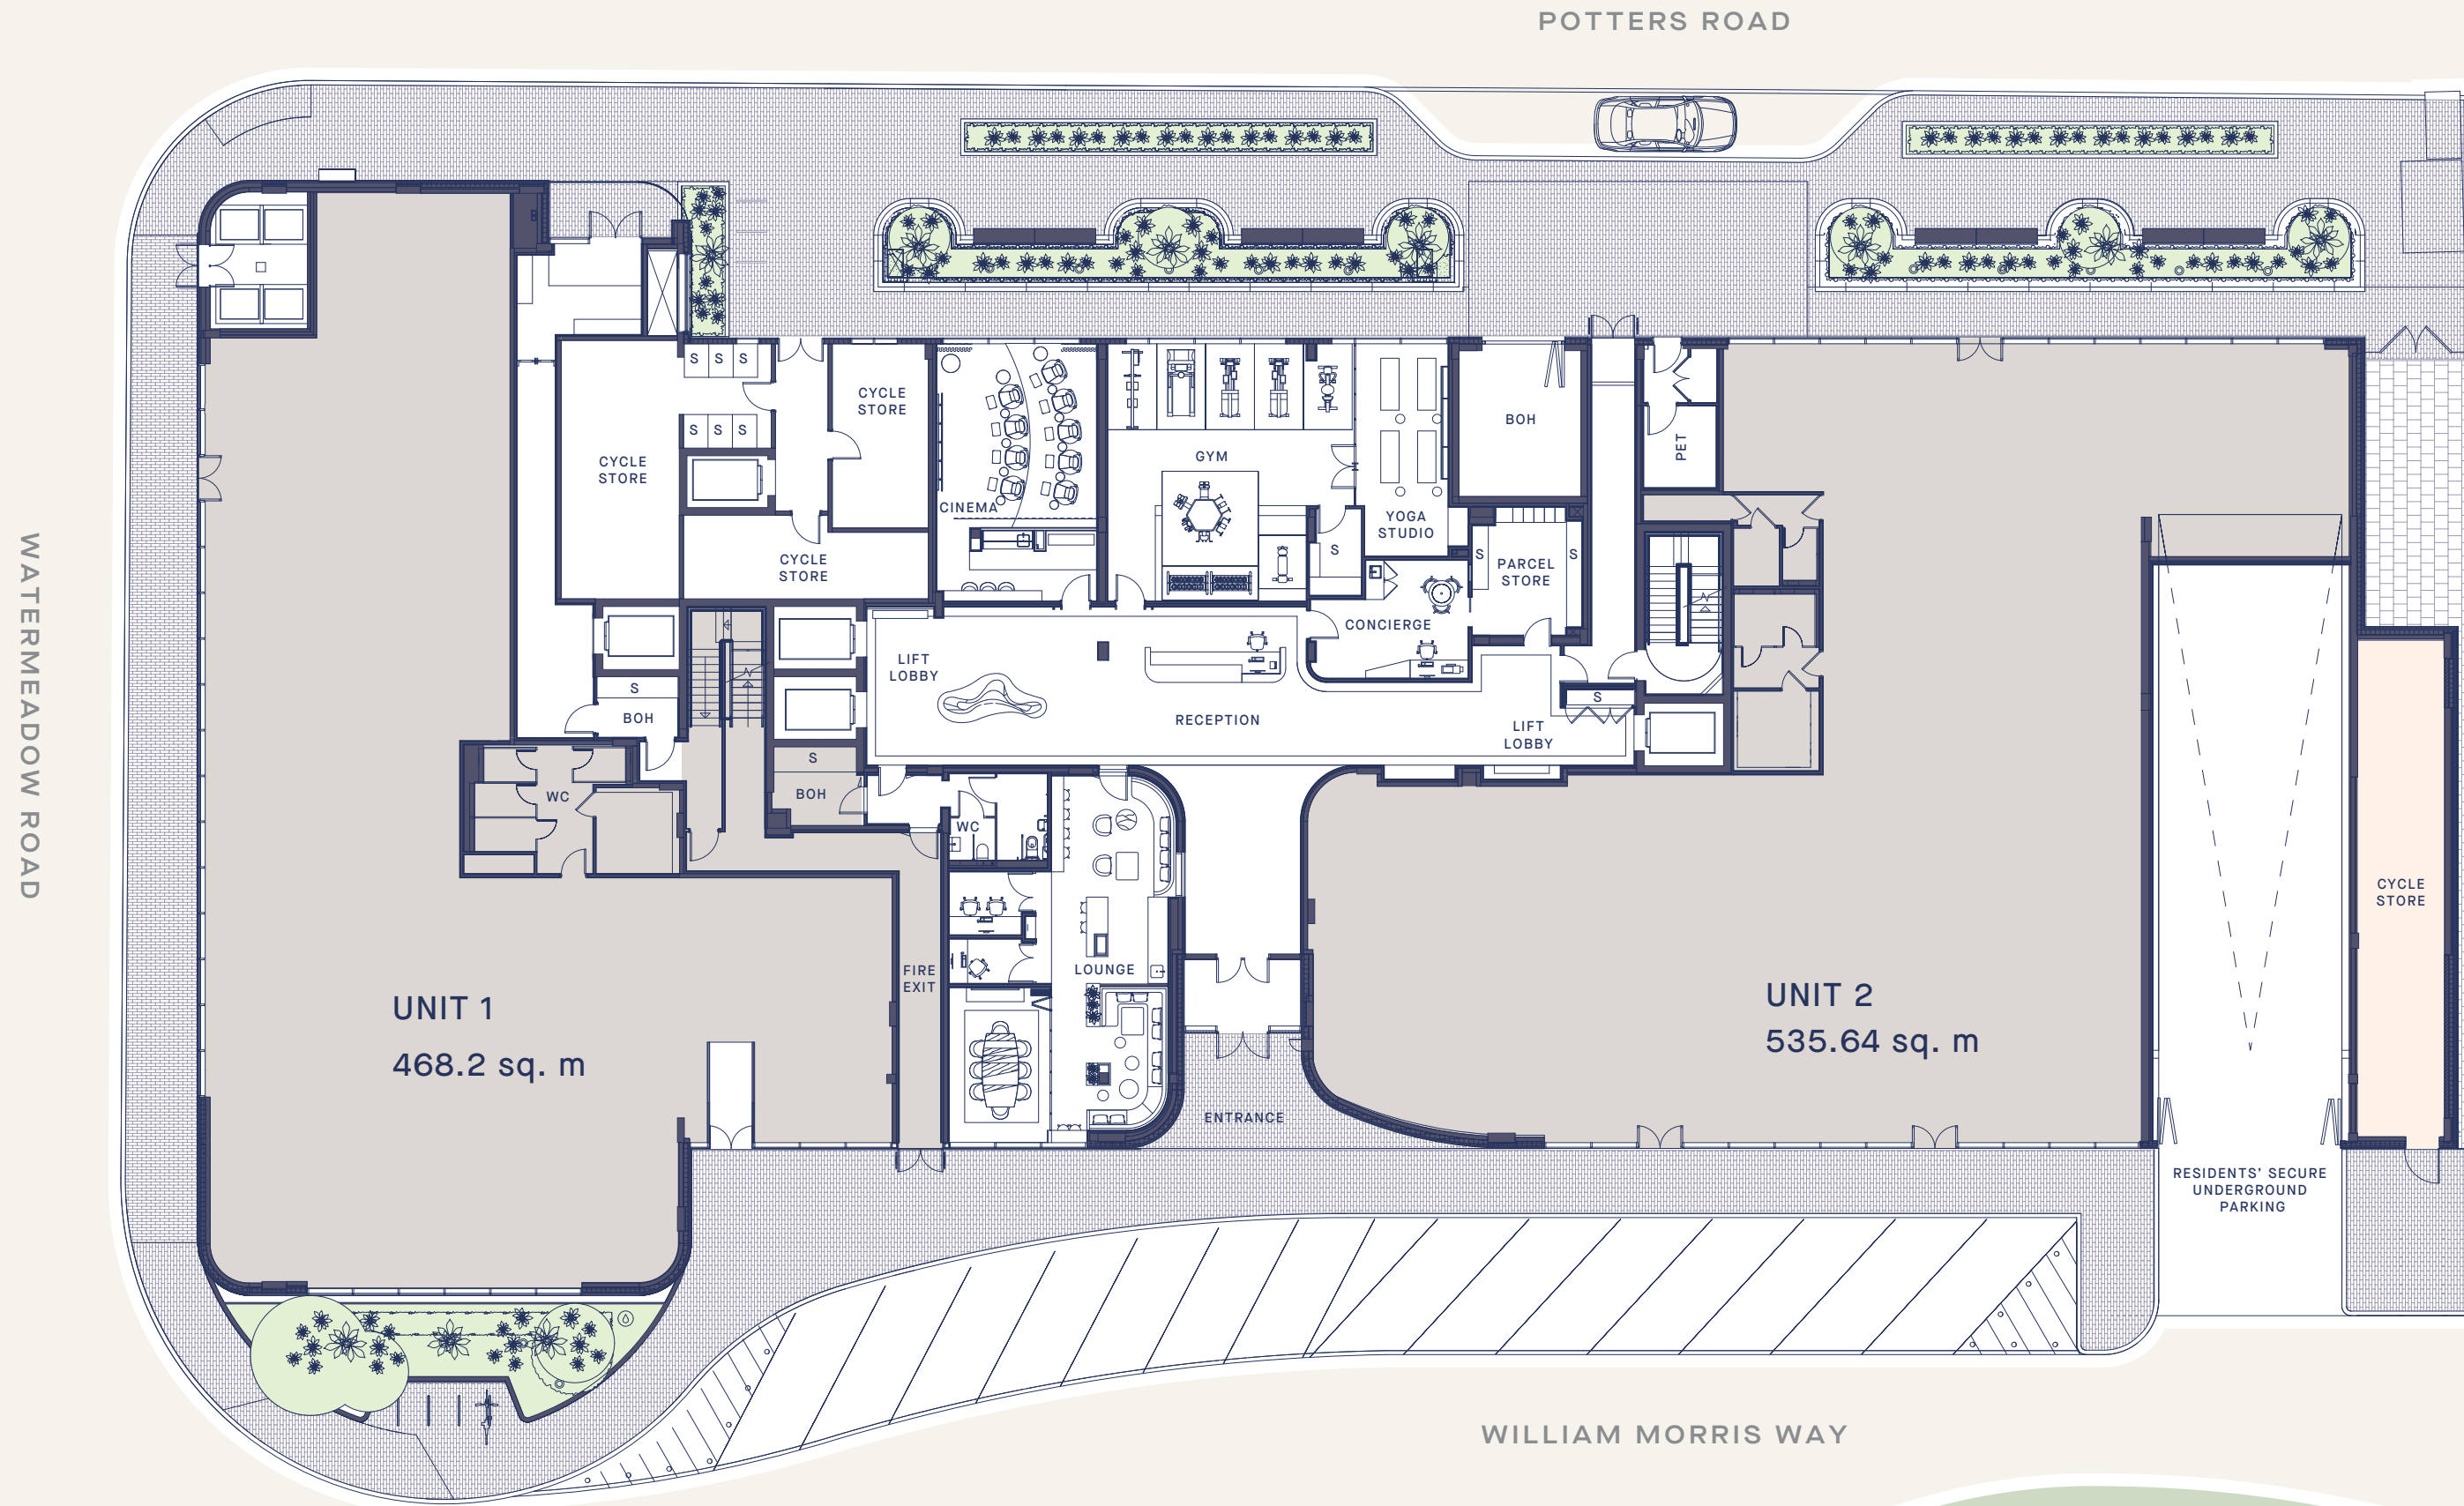 POTTERS ROAD
WATERMEADOW ROAD
S S S
S S S
CYCLE
STORE
CYCLE
STORE
CYCLE
STORE
CINEMA
GYM
YOGA
STUDIO
S
BOH
PET
S
PARCEL
STORE
S
CONCIERGE
LIFT
LOBBY
RECEPTION
LIFT
LOBBY
S
S
BOH
S
BOH
WC
WC
FIRE
EXIT
LOUNGE
ENTRANCE
UNIT 1
468.2 sq. m
UNIT 2
535.64 sq. m
CYCLE
STORE
RESIDENTS' SECURE
UNDERGROUND
PARKING
WILLIAM MORRIS WAY